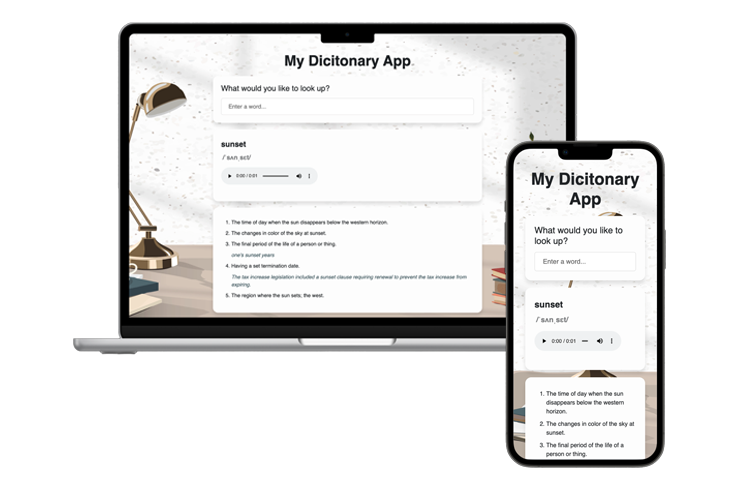 My Dicitonary App
What would you like to look up?
Enter a word...
sunset
/ˈsʌnˌsɛt/
0:00 / 0:01
1. The time of day when the sun disappears below the western horizon.
2. The changes in color of the sky at sunset.
3. The final period of the life of a person or thing.
one's sunset years
4. Having a set termination date.
The tax increase legislation included a sunset clause requiring renewal to prevent the tax increase from
expiring.
5. The region where the sun sets; the west.
My Dicitonary
App
What would you like to
look up?
Enter a word...
sunset
/ˈsʌnˌsɛt/
0:00 / 0:01
1. The time of day when the sun
disappears below the western
horizon.
2. The changes in color of the sky at
sunset.
3. The final period of the life of a
person or thing.